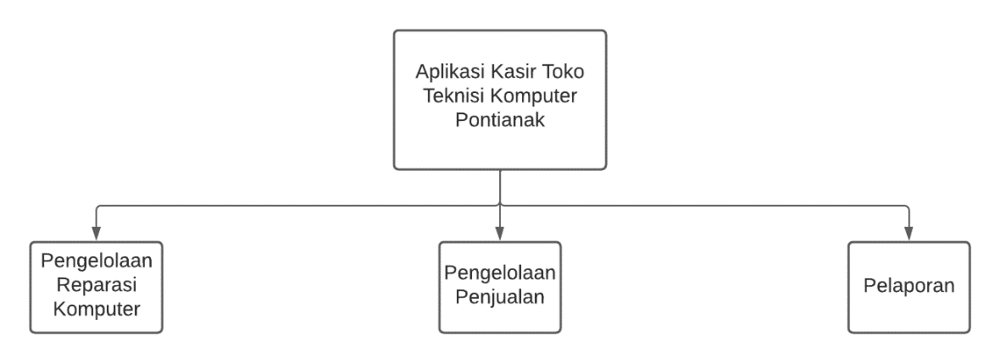 Aplikasi Kasir Toko
Teknisi Komputer
Pontianak
Pengelolaan
Reparasi
Komputer
Pengelolaan
Penjualan
Pelaporan